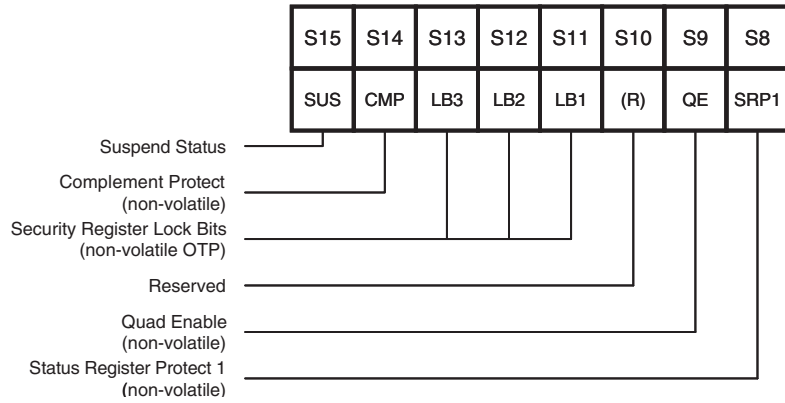 S15 S14 S13 S12 S11 S10 S9 S8
SUS CMP LB3 LB2 LB1 (R) QE SRP1
Suspend Status
Complement Protect
(non-volatile)
Security Register Lock Bits
(non-volatile OTP)
Reserved
Quad Enable
(non-volatile)
Status Register Protect 1
(non-volatile)